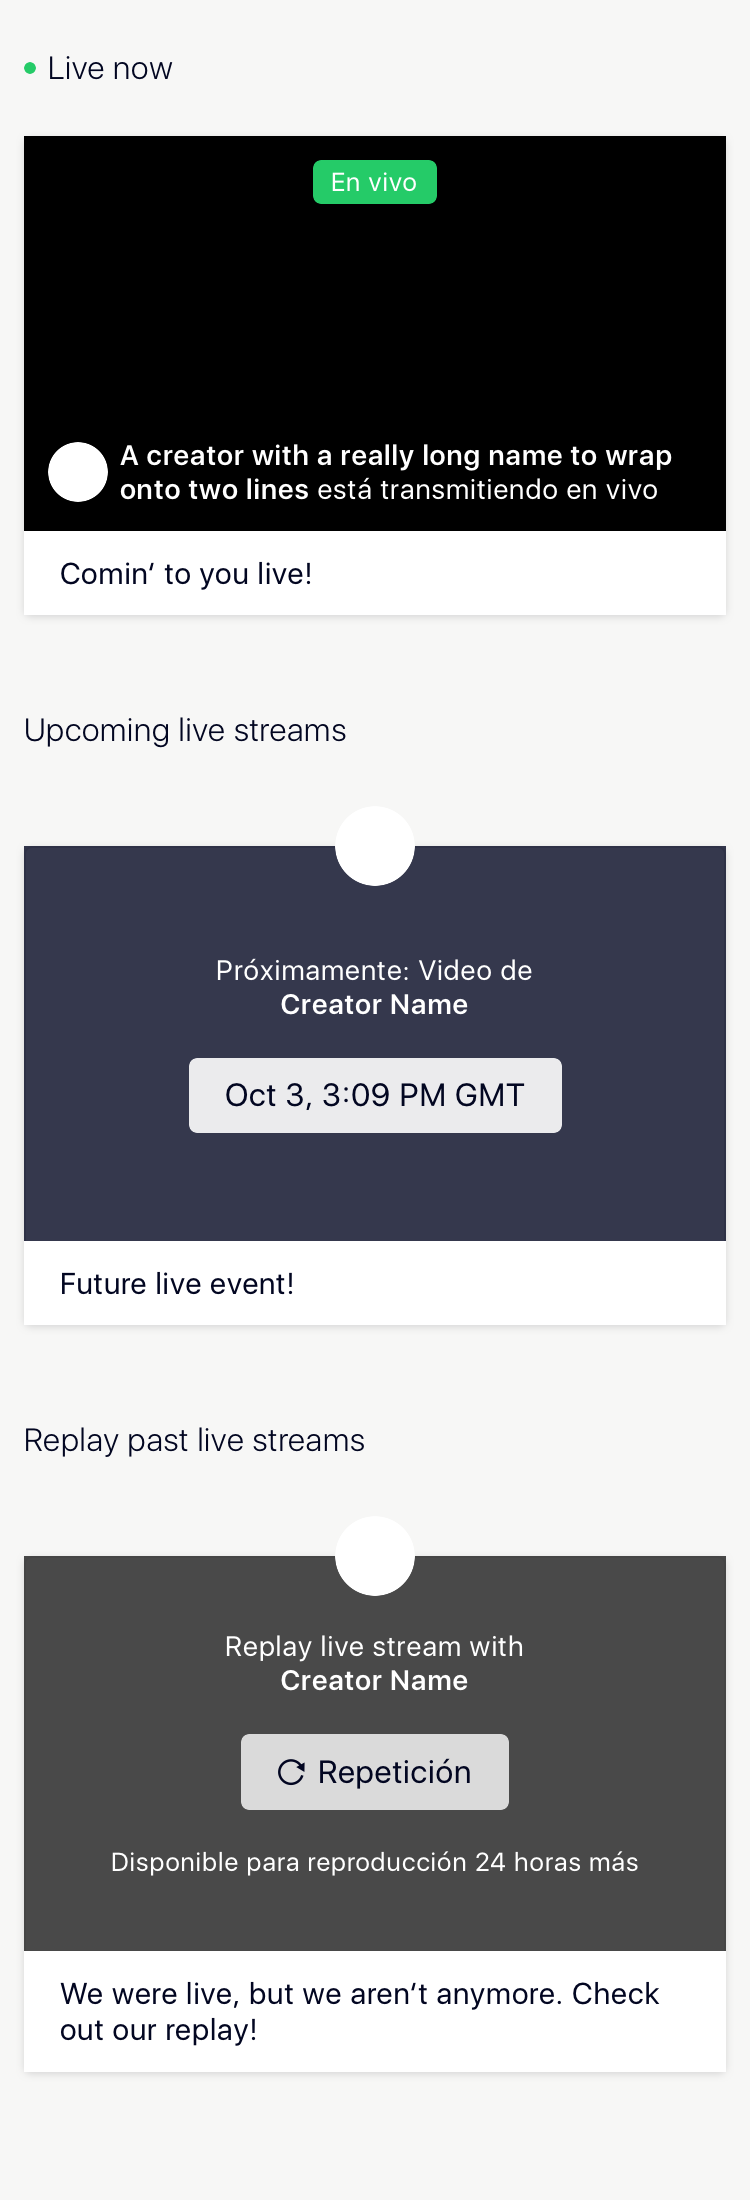 Live now
En vivo
A creator with a really long name to wrap
onto two lines está transmitiendo en vivo
Comin‘ to you live!
Upcoming live streams
Próximamente: Video de
Creator Name
Oct 3, 3:09 PM GMT
Future live event!
Replay past live streams
Replay live stream with
Creator Name
Repetición
Disponible para reproducción 24 horas más
We were live, but we aren‘t anymore. Check
out our replay!